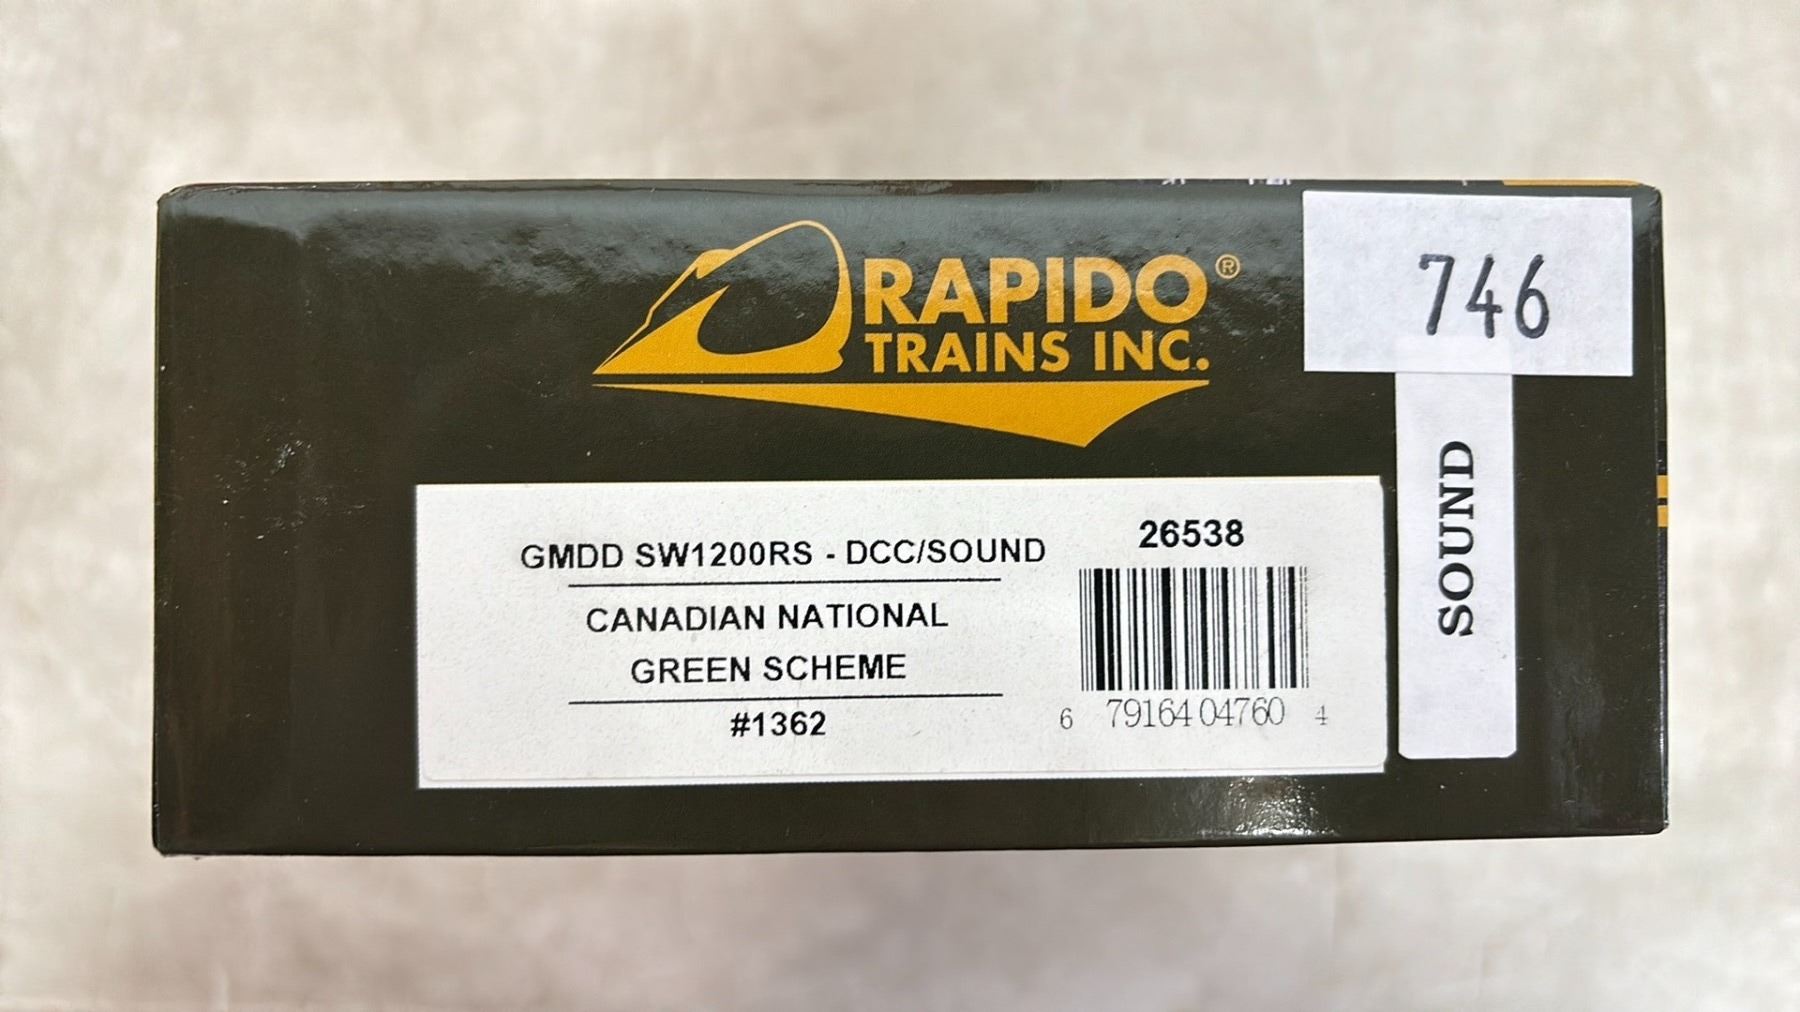 RAPIDO®
TRAINS INC.
746
SOUND
GMDD SW1200RS - DCC/SOUND
CANADIAN NATIONAL
GREEN SCHEME
#1362
26538
6 79164 04760 4